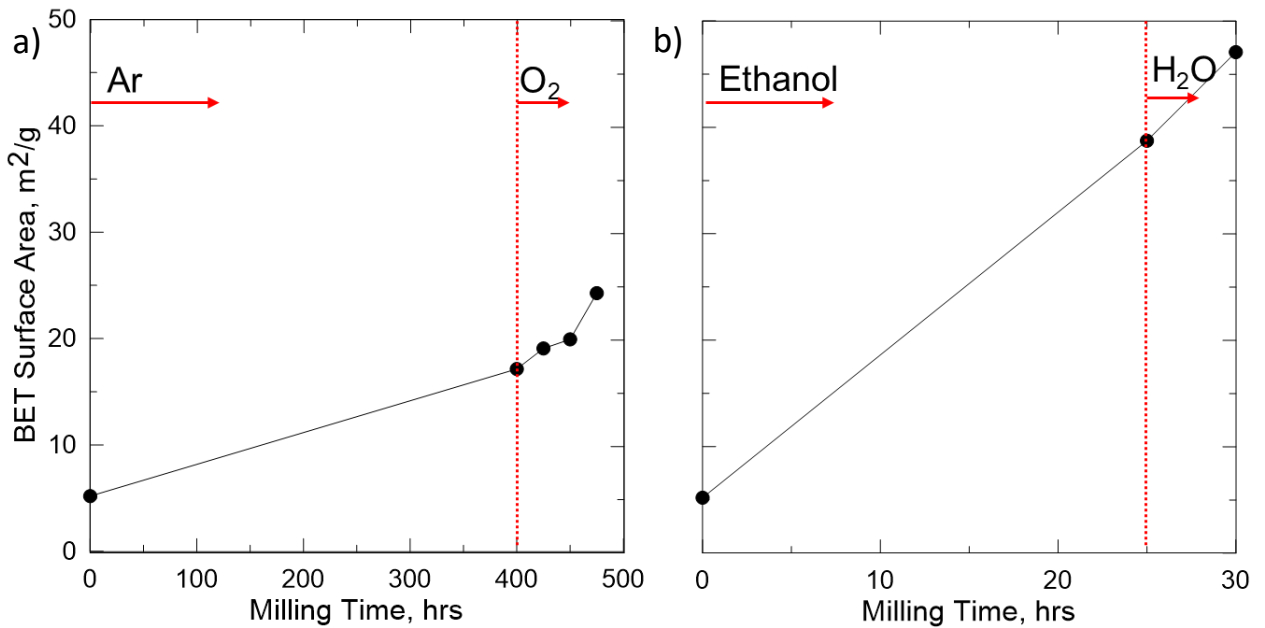 a)
50
40
30
20
10
0
BET Surface Area, m²/g
Ar
O₂
0 100 200 300 400 500
Milling Time, hrs
b)
Ethanol
H₂O
0 10 20 30
Milling Time, hrs